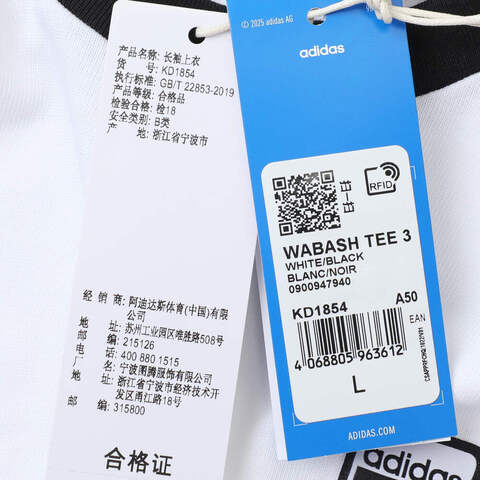 产品名称：长袖上衣
货 号：KD1854
执行标准：GB/T 22853-2019
产品等级：合格品
检验合格：检18
安全类别：B类
产 地：浙江省宁波市
经 销 商：阿迪达斯体育(中国)有限
公司
地 址：苏州工业园区唯胜路508号
邮 编：215126
电 话：400 880 1515
生 产 厂：宁波图腾服饰有限公司
地 址：浙江省宁波市经济技术开
发区甬江路18号
邮 编：315800
合格证
© 2025 adidas AG
adidas
RFID
WABASH TEE 3
WHITE/BLACK
BLANC/NOIR
0900947940
KD1854 A50
EAN
4 068805 963612
L
ADIDAS.COM
adidas